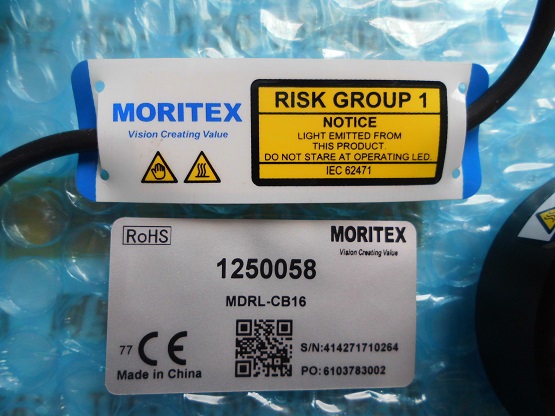 MORITEX
Vision Creating Value
RISK GROUP 1
NOTICE
LIGHT EMITTED FROM
THIS PRODUCT.
DO NOT STARE AT OPERATING LED.
IEC 62471
RoHS
MORITEX
Vision Creating Value
1250058
MDRL-CB16
77 CE
Made in China
S/N:414271710264
PO: 6103783002